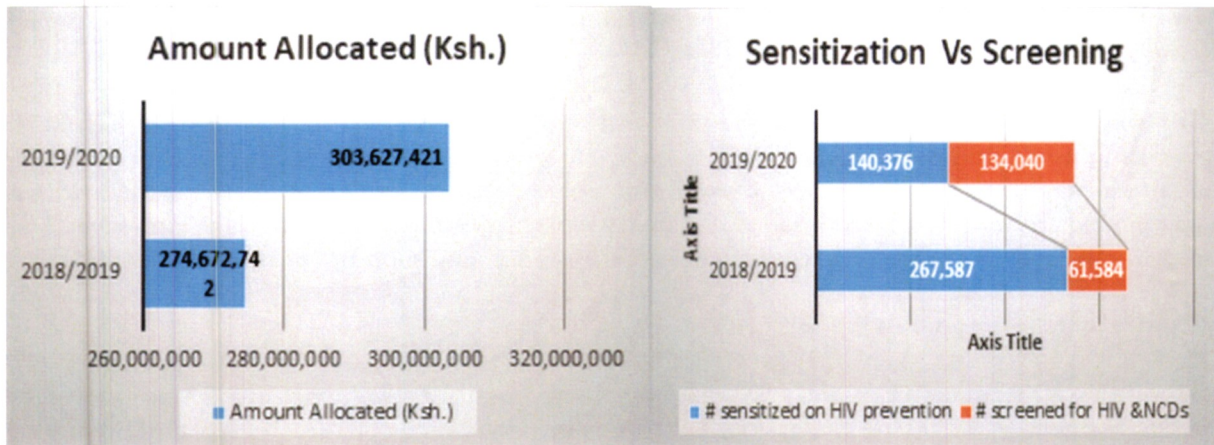 Amount Allocated (Ksh.)
2019/2020
303,627,421
2018/2019
274,672,74
2
260,000,000 280,000,000 300,000,000 320,000,000
Amount Allocated (Ksh.)
Sensitization Vs Screening
Axis Title
2019/2020
140,376 134,040
2018/2019
267,587 61,584
Axis Title
# sensitized on HIV prevention # screened for HIV &NCDs